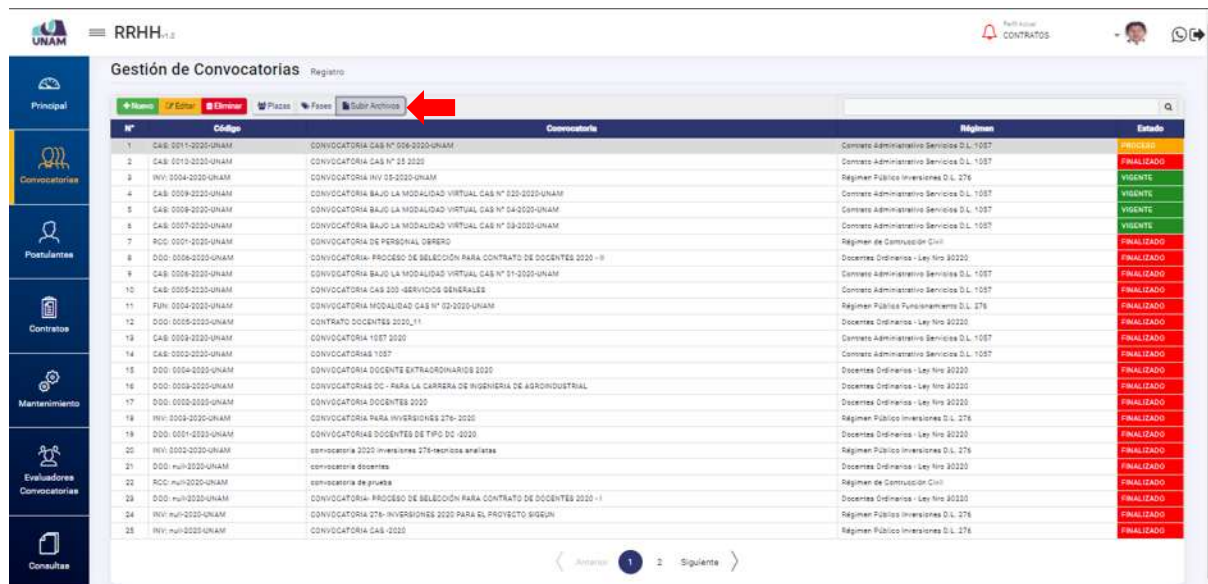 UNAM
RRHH v1.2
Perfil Actual
CONTRATOS
Principal
Convocatorias
Postulantes
Contratos
Mantenimiento
Evaluadores
Convocatorias
Consultas
Gestión de Convocatorias Registro
Nuevo Editar Eliminar Plazas Fases Subir Archivos
N° Código Convocatoria Régimen Estado
1 CAS: 0011-2020-UNAM CONVOCATORIA CAS N° 006-2020-UNAM Contrato Administrativo Servicios D.L. 1057 PROCESO
2 CAS: 0010-2020-UNAM CONVOCATORIA CAS N° 25 2020 Contrato Administrativo Servicios D.L. 1057 FINALIZADO
3 INV: 0004-2020-UNAM CONVOCATORIA INV 05-2020-UNAM Régimen Público Inversiones D.L. 276 VIGENTE
4 CAS: 0009-2020-UNAM CONVOCATORIA BAJO LA MODALIDAD VIRTUAL CAS N° 020-2020-UNAM Contrato Administrativo Servicios D.L. 1057 FINALIZADO
5 CAS: 0008-2020-UNAM CONVOCATORIA BAJO LA MODALIDAD VIRTUAL CAS N° 04-2020-UNAM Contrato Administrativo Servicios D.L. 1057 VIGENTE
6 CAS: 0007-2020-UNAM CONVOCATORIA BAJO LA MODALIDAD VIRTUAL CAS N° 03-2020-UNAM Contrato Administrativo Servicios D.L. 1057 VIGENTE
7 RCC: 0001-2020-UNAM CONVOCATORIA DE PERSONAL OBRERO Régimen de Contrucción Civil FINALIZADO
8 DOO: 0006-2020-UNAM CONVOCATORIA- PROCESO DE SELECCIÓN PARA CONTRATO DE DOCENTES 2020 - II Docentes Ordinarios - Ley Nro 30220 FINALIZADO
9 CAS: 0006-2020-UNAM CONVOCATORIA BAJO LA MODALIDAD VIRTUAL CAS N° 01-2020-UNAM Contrato Administrativo Servicios D.L. 1057 FINALIZADO
10 CAS: 0005-2020-UNAM CONVOCATORIA CAS 200 -SERVICIOS GENERALES Contrato Administrativo Servicios D.L. 1057 FINALIZADO
11 FUN: 0004-2020-UNAM CONVOCATORIA MODALIDAD CAS N° 02-2020-UNAM Régimen Público Funcionamiento D.L. 276 FINALIZADO
12 DOO: 0005-2020-UNAM CONTRATO DOCENTES 2020_11 Docentes Ordinarios - Ley Nro 30220 FINALIZADO
13 CAS: 0003-2020-UNAM CONVOCATORIA 1057 2020 Contrato Administrativo Servicios D.L. 1057 FINALIZADO
14 CAS: 0002-2020-UNAM CONVOCATORIAS 1057 Contrato Administrativo Servicios D.L. 1057 FINALIZADO
15 DOO: 0004-2020-UNAM CONVOCATORIA DOCENTE EXTRAORDINARIOS 2020 Docentes Ordinarios - Ley Nro 30220 FINALIZADO
16 DOO: 0003-2020-UNAM CONVOCATORIAS DC - PARA LA CARRERA DE INGENIERIA DE AGROINDUSTRIAL Docentes Ordinarios - Ley Nro 30220 FINALIZADO
17 DOO: 0002-2020-UNAM CONVOCATORIA DOCENTES 2020 Docentes Ordinarios - Ley Nro 30220 FINALIZADO
18 INV: 0003-2020-UNAM CONVOCATORIA PARA INVERSIONES 276- 2020 Régimen Público Inversiones D.L. 276 FINALIZADO
19 DOO: 0001-2020-UNAM CONVOCATORIAS DOCENTES DE TIPO DC -2020 Docentes Ordinarios - Ley Nro 30220 FINALIZADO
20 INV: 0002-2020-UNAM convocatoria 2020 inversiones 276-tecnicos analistas Régimen Público Inversiones D.L. 276 FINALIZADO
21 DOO: null-2020-UNAM convocatoria docentes Docentes Ordinarios - Ley Nro 30220 FINALIZADO
22 RCC: null-2020-UNAM convocatoria de prueba Régimen de Contrucción Civil FINALIZADO
23 DOO: null-2020-UNAM CONVOCATORIA- PROCESO DE SELECCIÓN PARA CONTRATO DE DOCENTES 2020 - I Docentes Ordinarios - Ley Nro 30220 FINALIZADO
24 INV: null-2020-UNAM CONVOCATORIA 276- INVERSIONES 2020 PARA EL PROYECTO SIGEUN Régimen Público Inversiones D.L. 276 FINALIZADO
25 INV: null-2020-UNAM CONVOCATORIA CAS -2020 Régimen Público Inversiones D.L. 276 FINALIZADO
Anterior 1 2 Siguiente